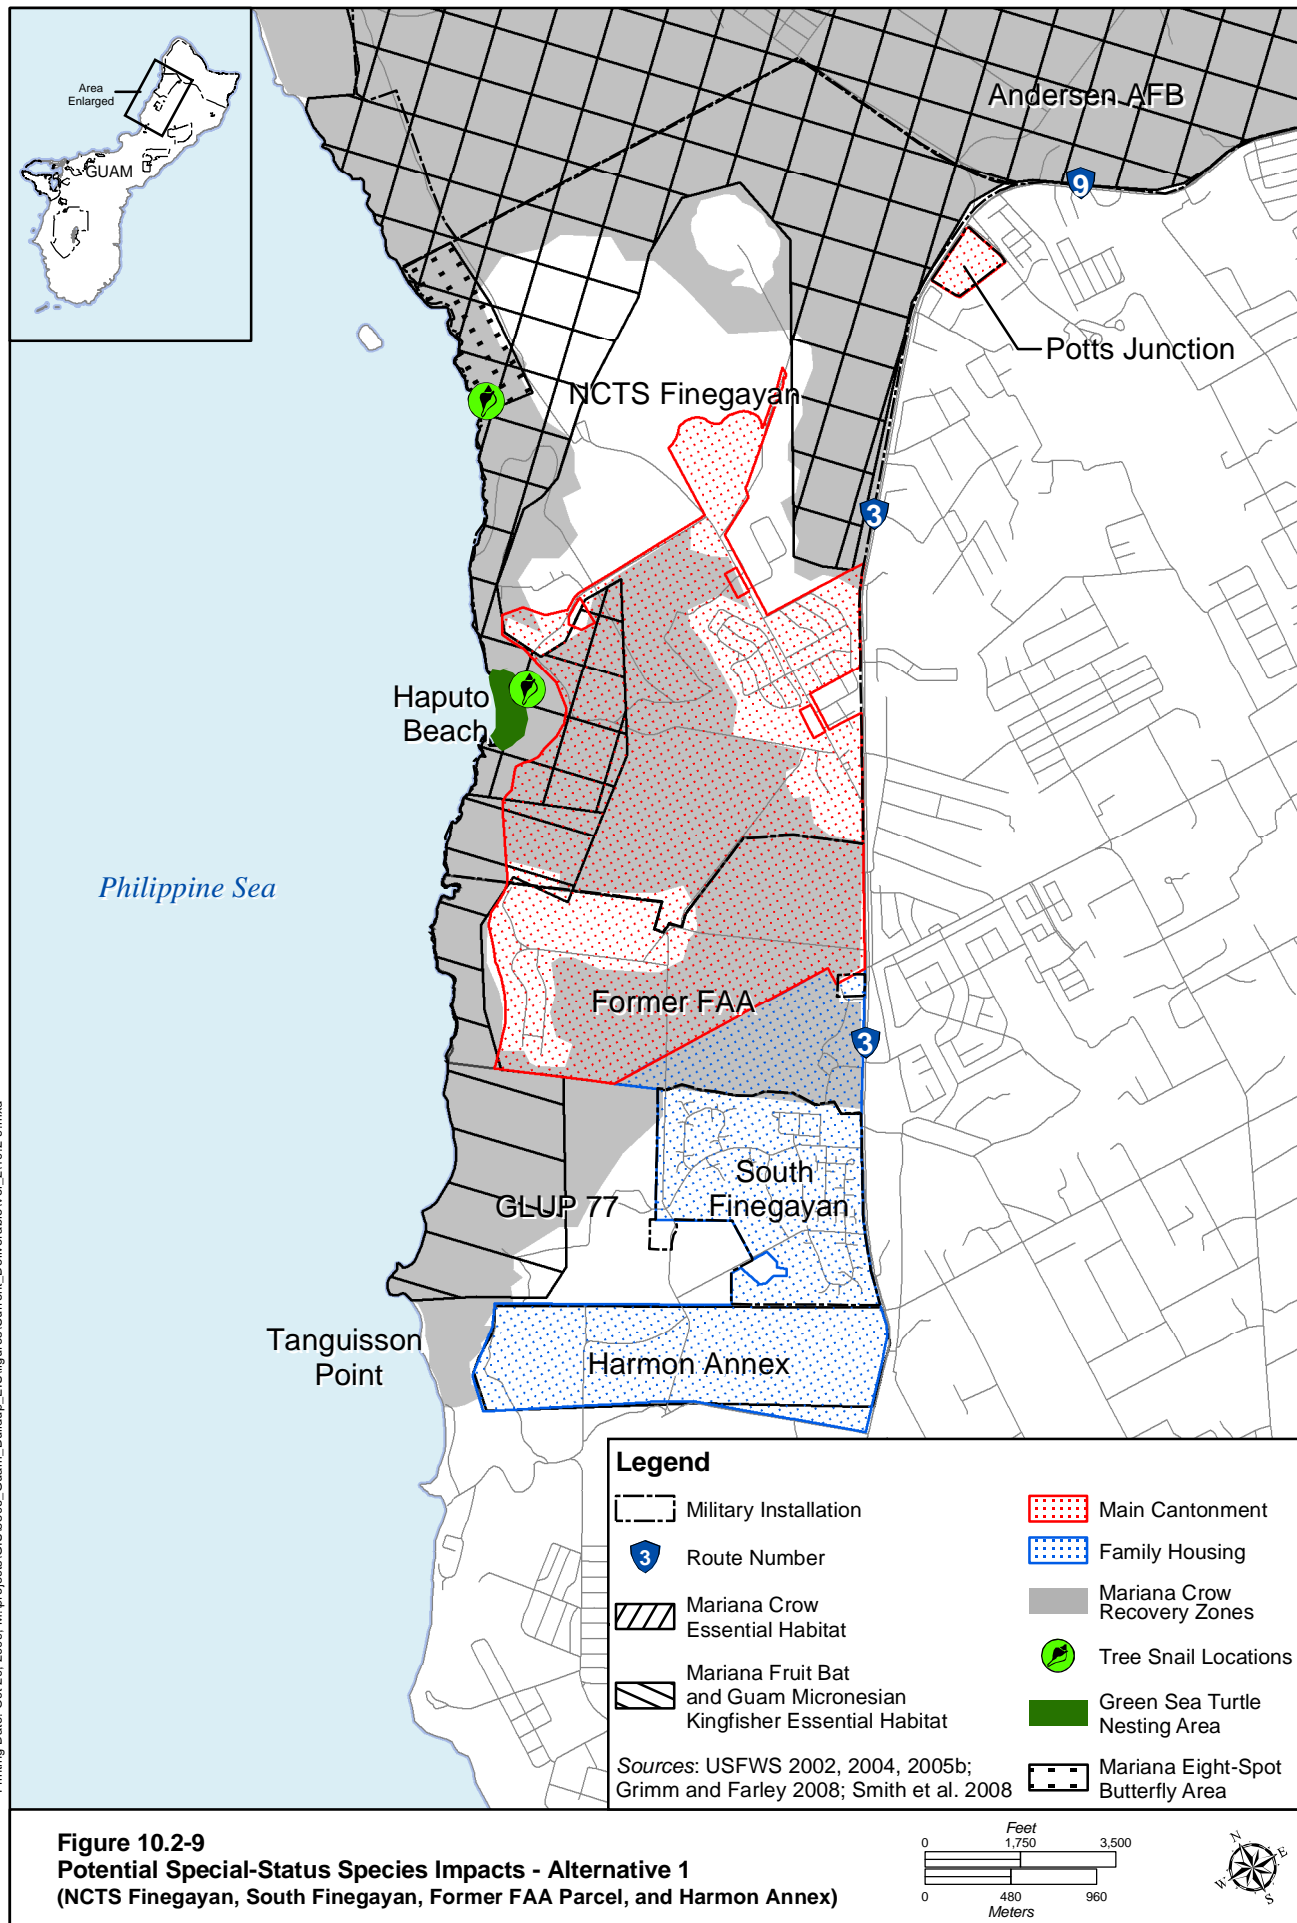 Area
Enlarged
GUAM
Andersen AFB
9
Potts Junction
NCTS Finegayan
3
Haputo
Beach
Philippine Sea
Former FAA
3
South
Finegayan
GLUP 77
Tanguisson
Point
Harmon Annex
Legend
Military Installation
3 Route Number
Mariana Crow
Essential Habitat
Mariana Fruit Bat
and Guam Micronesian
Kingfisher Essential Habitat
Sources: USFWS 2002, 2004, 2005b;
Grimm and Farley 2008; Smith et al. 2008
Main Cantonment
Family Housing
Mariana Crow
Recovery Zones
Tree Snail Locations
Green Sea Turtle
Nesting Area
Mariana Eight-Spot
Butterfly Area
Figure 10.2-9
Potential Special-Status Species Impacts - Alternative 1
(NCTS Finegayan, South Finegayan, Former FAA Parcel, and Harmon Annex)
Feet
0 1,750 3,500
0 480 960
Meters
N
E
S
W